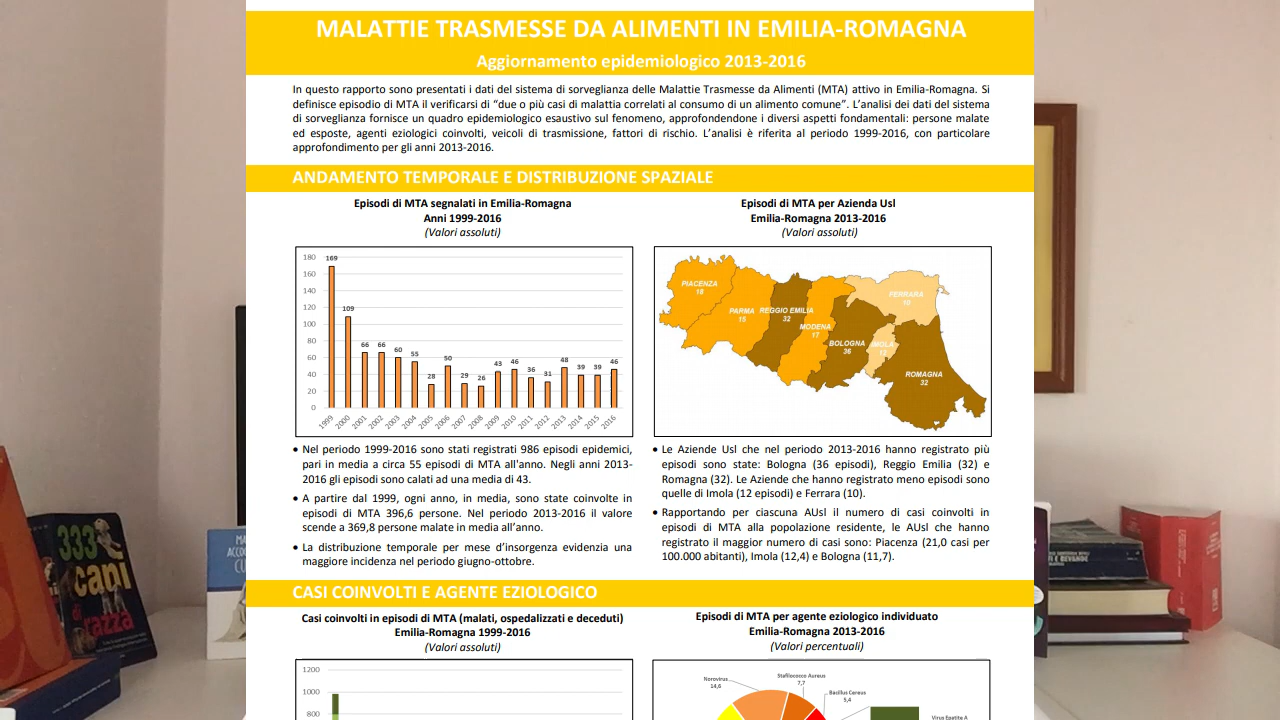 MALATTIE TRASMESSE DA ALIMENTI IN EMILIA-ROMAGNA
Aggiornamento epidemiologico 2013-2016
In questo rapporto sono presentati i dati del sistema di sorveglianza delle Malattie Trasmesse da Alimenti (MTA) attivo in Emilia-Romagna. Si
definisce episodio di MTA il verificarsi di “due o più casi di malattia correlati al consumo di un alimento comune”. L’analisi dei dati del sistema
di sorveglianza fornisce un quadro epidemiologico esaustivo sul fenomeno, approfondendone i diversi aspetti fondamentali: persone malate
ed esposte, agenti eziologici coinvolti, veicoli di trasmissione, fattori di rischio. L’analisi è riferita al periodo 1999-2016, con particolare
approfondimento per gli anni 2013-2016.
ANDAMENTO TEMPORALE E DISTRIBUZIONE SPAZIALE
Episodi di MTA segnalati in Emilia-Romagna
Anni 1999-2016
(Valori assoluti)
180
160
140
120
100
80
60
40
20
0
169
109
66
66
60
55
28
50
29
26
43
46
36
31
48
39
39
46
1999
2000
2001
2002
2003
2004
2005
2006
2007
2008
2009
2010
2011
2012
2013
2014
2015
2016
• Nel periodo 1999-2016 sono stati registrati 986 episodi epidemici,
pari in media a circa 55 episodi di MTA all'anno. Negli anni 2013-
2016 gli episodi sono calati ad una media di 43.
• A partire dal 1999, ogni anno, in media, sono state coinvolte in
episodi di MTA 396,6 persone. Nel periodo 2013-2016 il valore
scende a 369,8 persone malate in media all’anno.
• La distribuzione temporale per mese d’insorgenza evidenzia una
maggiore incidenza nel periodo giugno-ottobre.
Episodi di MTA per Azienda Usl
Emilia-Romagna 2013-2016
(Valori assoluti)
PIACENZA
18
PARMA
15
REGGIO EMILIA
32
MODENA
17
BOLOGNA
36
IMOLA
12
FERRARA
10
ROMAGNA
32
• Le Aziende Usl che nel periodo 2013-2016 hanno registrato più
episodi sono state: Bologna (36 episodi), Reggio Emilia (32) e
Romagna (32). Le Aziende che hanno registrato meno episodi sono
quelle di Imola (12 episodi) e Ferrara (10).
• Rapportando per ciascuna AUsl il numero di casi coinvolti in
episodi di MTA alla popolazione residente, le AUsl che hanno
registrato il maggior numero di casi sono: Piacenza (21,0 casi per
100.000 abitanti), Imola (12,4) e Bologna (11,7).
CASI COINVOLTI E AGENTE EZIOLOGICO
Casi coinvolti in episodi di MTA (malati, ospedalizzati e deceduti)
Emilia-Romagna 1999-2016
(Valori assoluti)
1200
1000
800
Episodi di MTA per agente eziologico individuato
Emilia-Romagna 2013-2016
(Valori percentuali)
Norovirus
14,6
Stafilococco Aureus
7,7
Basillus Cereus
5,4
Virus Epatite A
333
cani
di
razza